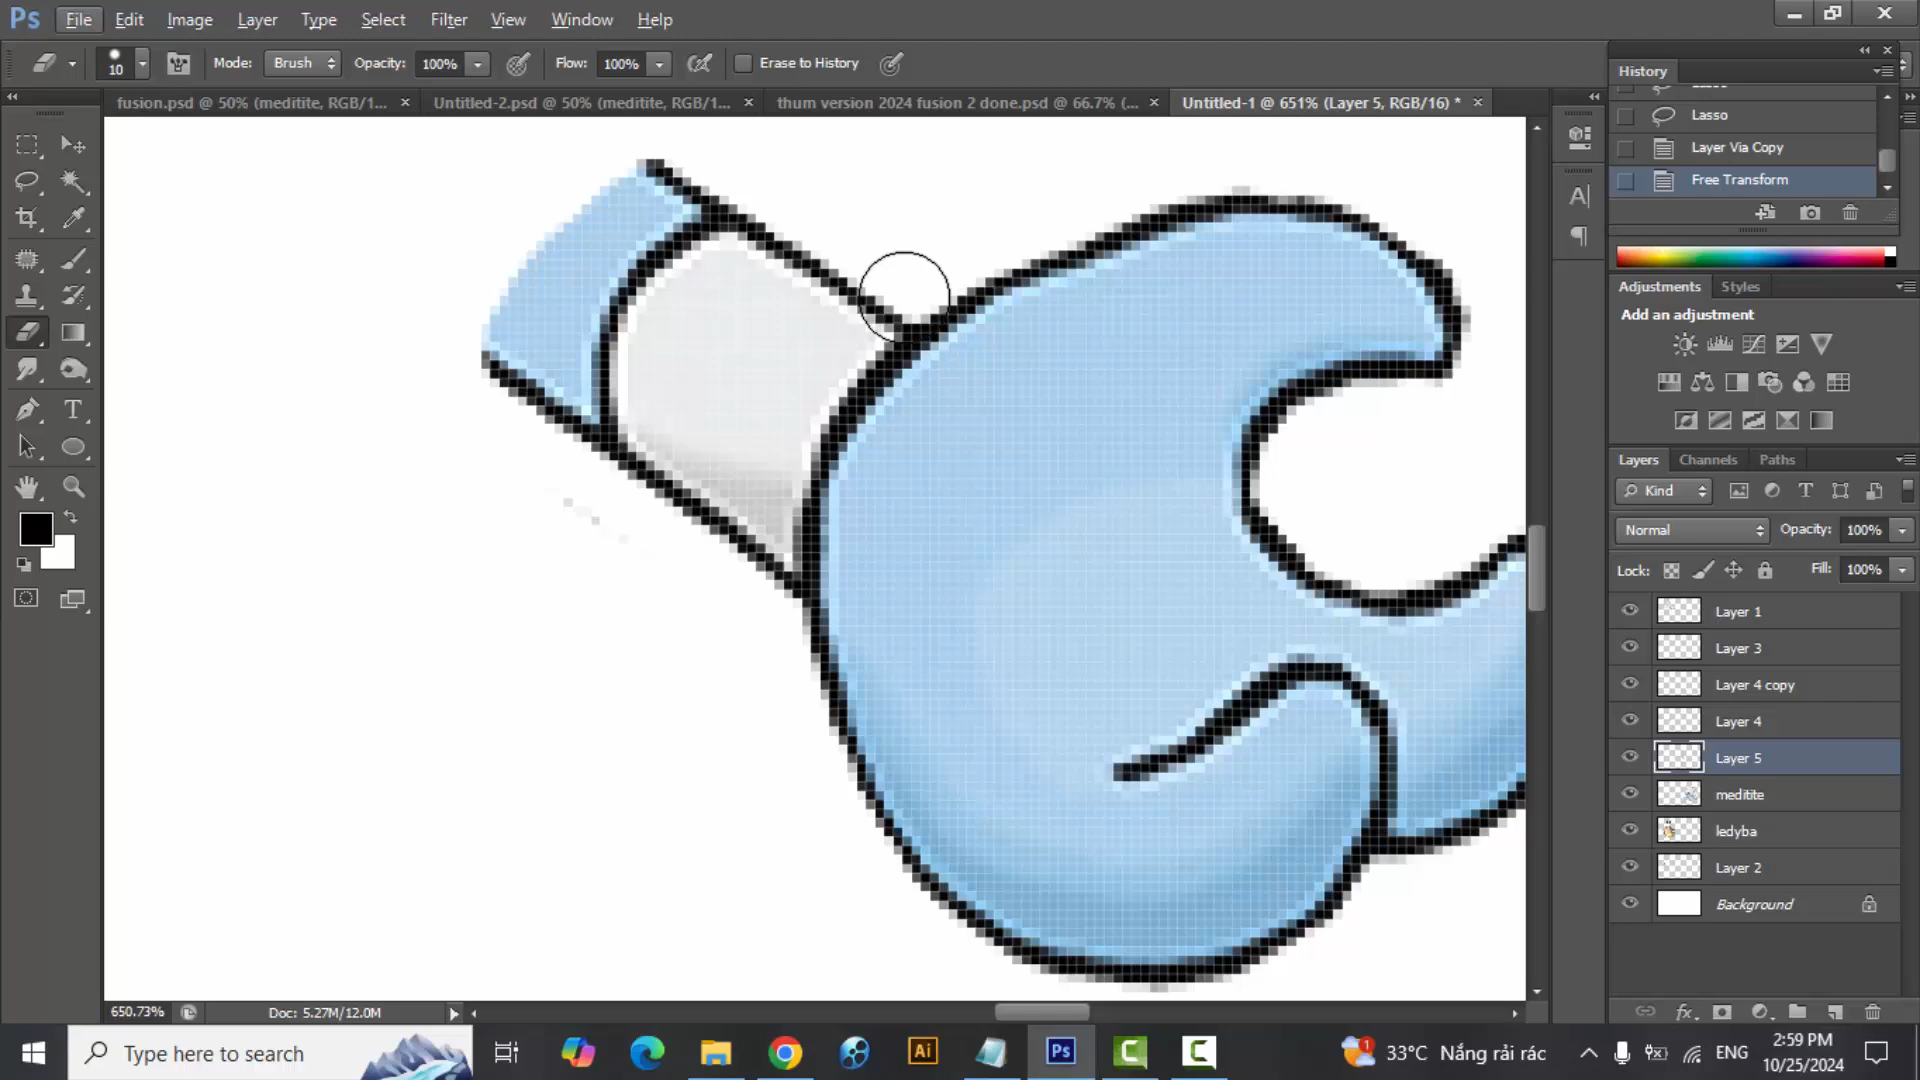 Ps File Edit Image Layer Type Select Filter View Window Help
10 Mode: Brush Opacity: 100% Flow: 100% Erase to History
fusion.psd @ 50% (meditite, RGB/1... × Untitled-2.psd @ 50% (meditite, RGB/1... × thum version 2024 fusion 2 done.psd @ 66.7% (... × Untitled-1 @ 651% (Layer 5, RGB/16) * ×
History
Lasso
Layer Via Copy
Free Transform
Adjustments Styles
Add an adjustment
Layers Channels Paths
Kind
Normal Opacity: 100%
Lock: Fill: 100%
Layer 1
Layer 3
Layer 4 copy
Layer 4
Layer 5
meditite
ledyba
Layer 2
Background
650.73% Doc: 5.27M/12.0M
Type here to search
Ai Ps
1 33°C Nắng rải rác ENG
2:59 PM
10/25/2024